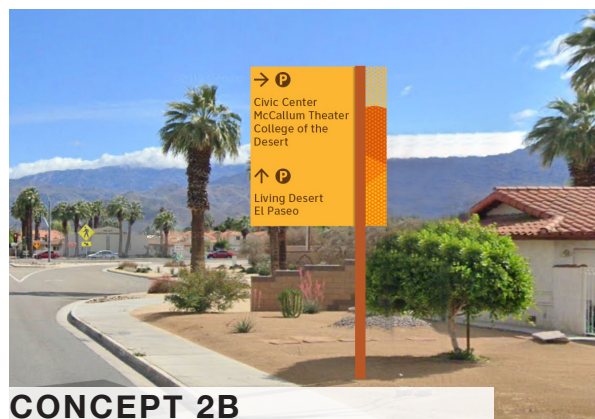 → P
Civic Center
McCallum Theater
College of the
Desert
↑ P
Living Desert
El Paseo
CONCEPT 2B